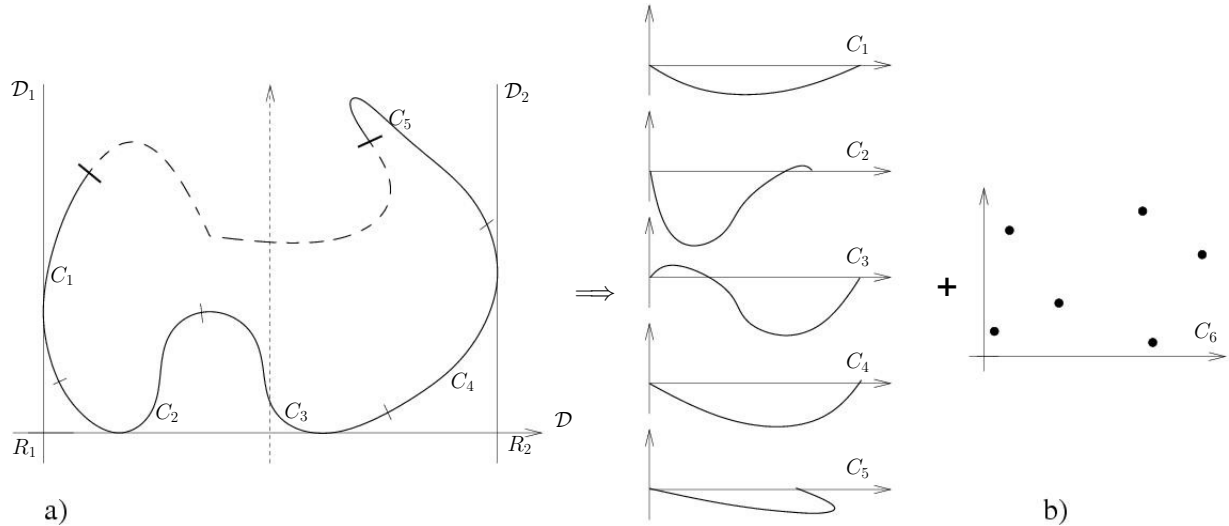 𝒟₁
𝒟₂
C₅
C₁
C₂
C₃
C₄
𝒟
R₁
R₂
a)
⟹
C₁
C₂
C₃
C₄
C₅
+
C₆
b)